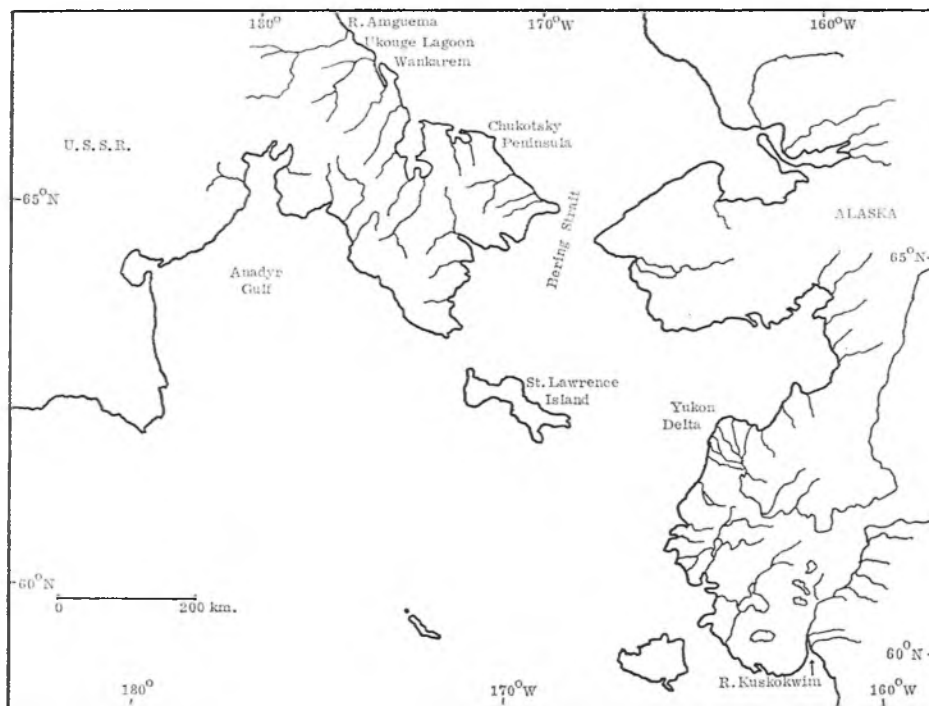 180°
170°W
160°W
R. Amguema
Ukouge Lagoon
Wankarem
Chukotsky
Peninsula
U.S.S.R.
65°N
Bering Strait
ALASKA
65°N
Anadyr
Gulf
St. Lawrence
Island
Yukon
Delta
60°N
0 200 km.
60°N
R. Kuskokwim
180°
170°W
160°W